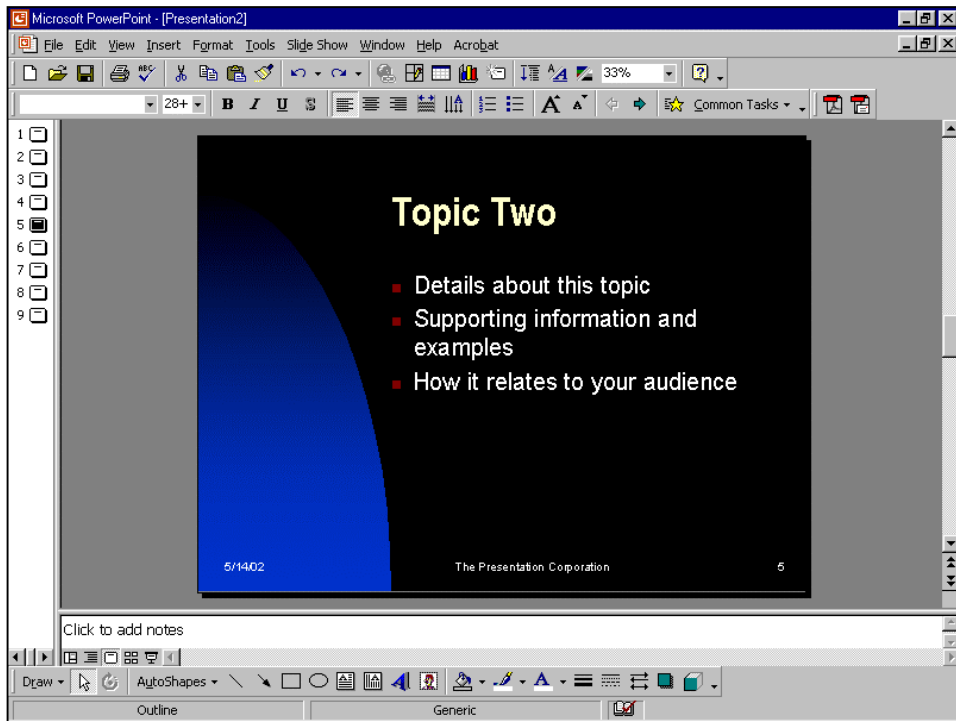 Microsoft PowerPoint - [Presentation2]
File Edit View Insert Format Tools Slide Show Window Help Acrobat
ABC 33%
28+ B I U S A A Common Tasks
1
2
3
4
5
6
7
8
9
Topic Two
Details about this topic
Supporting information and
examples
How it relates to your audience
5/14/02 The Presentation Corporation 5
Click to add notes
Draw AutoShapes A
Outline Generic